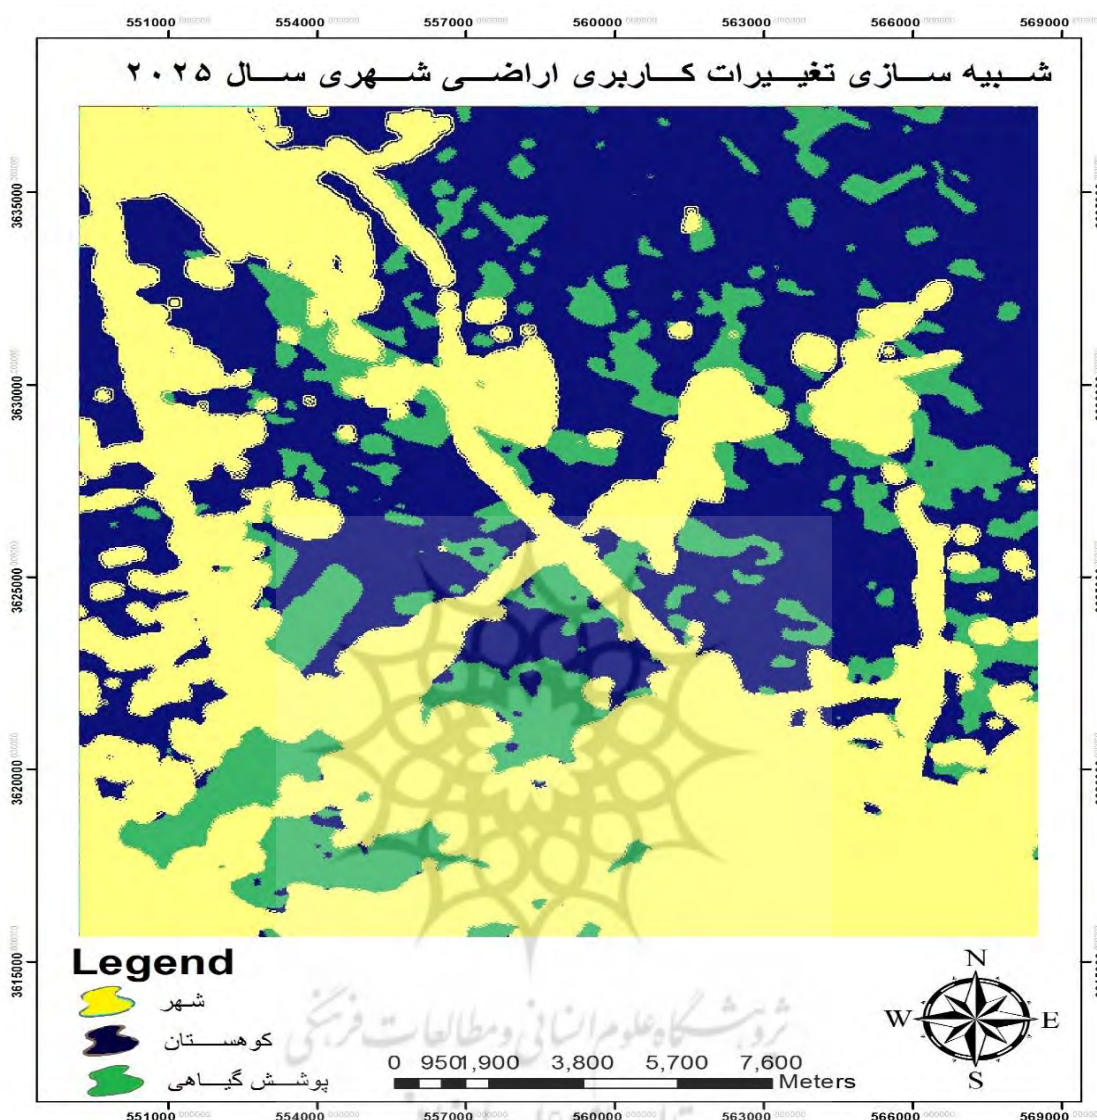 551000 554000 557000 560000 563000 566000 569000
شبیه سازی تغییرات کاربری اراضی شهری سال ۲۰۲۵
3635000
3630000
3625000
3620000
3615000
Legend
شهر
کوهستان
پوشش گیاهی
پژوهشگاه علوم انسانی و مطالعات فرهنگی
0 950 1,900 3,800 5,700 7,600
Meters
N
W E
S
551000 554000 557000 560000 563000 566000 569000